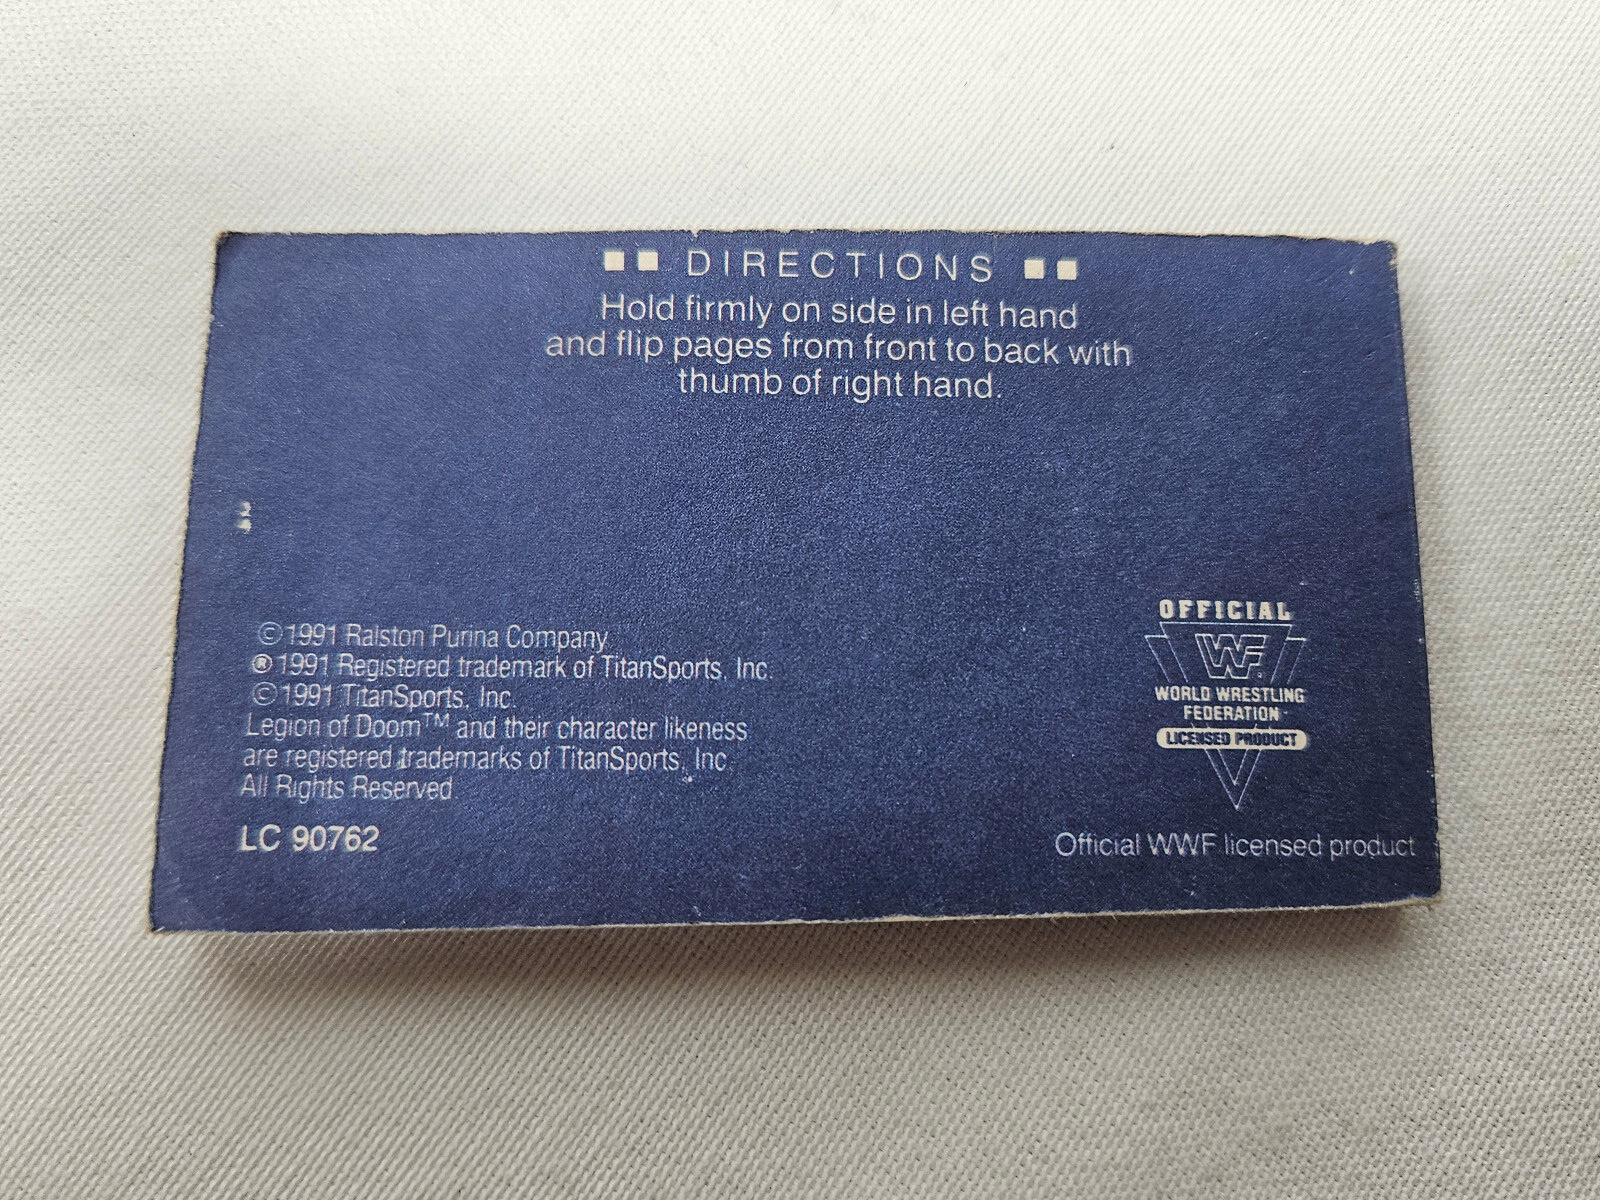 ■■ DIRECTIONS ■■
Hold firmly on side in left hand
and flip pages from front to back with
thumb of right hand.
©1991 Ralston Purina Company
® 1991 Registered trademark of TitanSports, Inc.
© 1991 TitanSports, Inc.
Legion of Doom™ and their character likeness
are registered trademarks of TitanSports, Inc.
All Rights Reserved.
LC 90762
OFFICIAL
WF
WORLD WRESTLING
FEDERATION
LICENSED PRODUCT
Official WWF licensed product